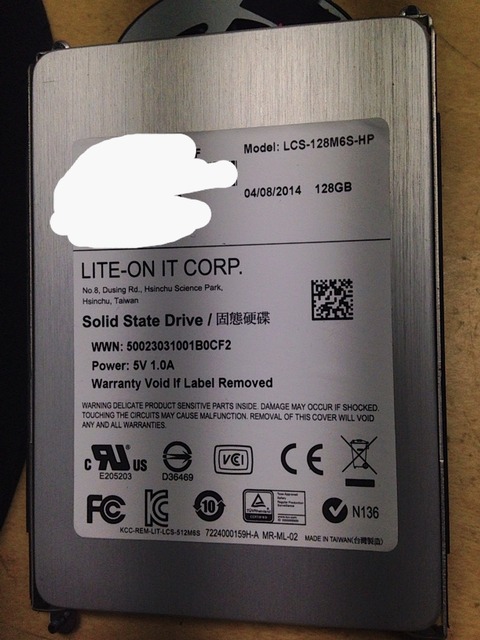 Model: LCS-128M6S-HP
04/08/2014 128GB
LITE-ON IT CORP.
No.8, Dusing Rd., Hsinchu Science Park,
Hsinchu, Taiwan
Solid State Drive / 固態硬碟
WWN: 50023031001B0CF2
Power: 5V 1.0A
Warranty Void If Label Removed
WARNING DELICATE PRODUCT SENSITIVE PARTS INSIDE. DAMAGE MAY OCCUR IF SHOCKED.
TOUCHING THE CIRCUITS MAY CAUSE MALFUNCTION. REMOVAL OF THIS COVER WILL VOID
ANY AND ALL WARRANTIES.
c RU US
E205203
D36469
VCI
CE
FC
10
N136
KCC-REM-LIT-LCS-512M6S 7224000159H-A MR-ML-02 MADE IN TAIWAN(台灣製造)